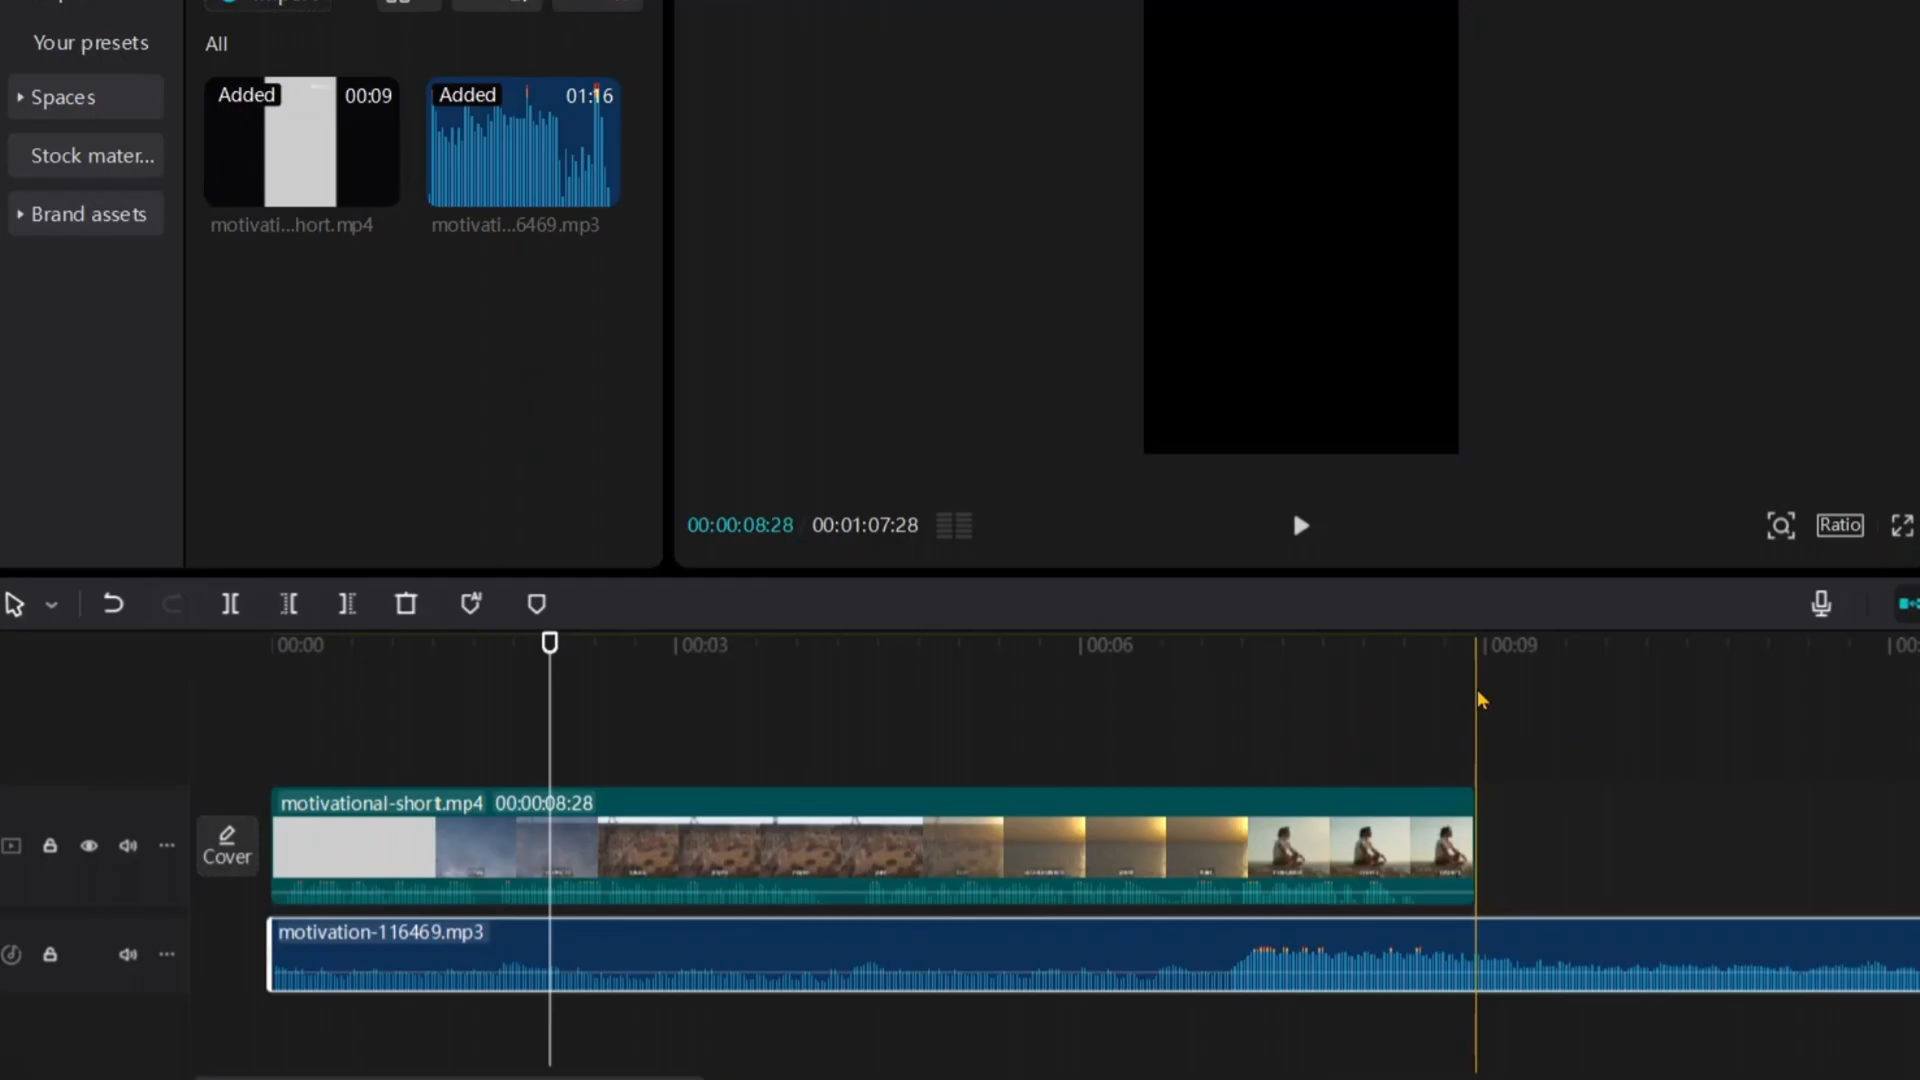 Your presets
All
Spaces
Added 00:09
Added 01:16
Stock mater...
Brand assets
motivati...hort.mp4
motivati...6469.mp3
00:00:08:28 00:01:07:28
Ratio
00:00
00:03
00:06
00:09
motivational-short.mp4 00:00:08:28
Cover
motivation-116469.mp3